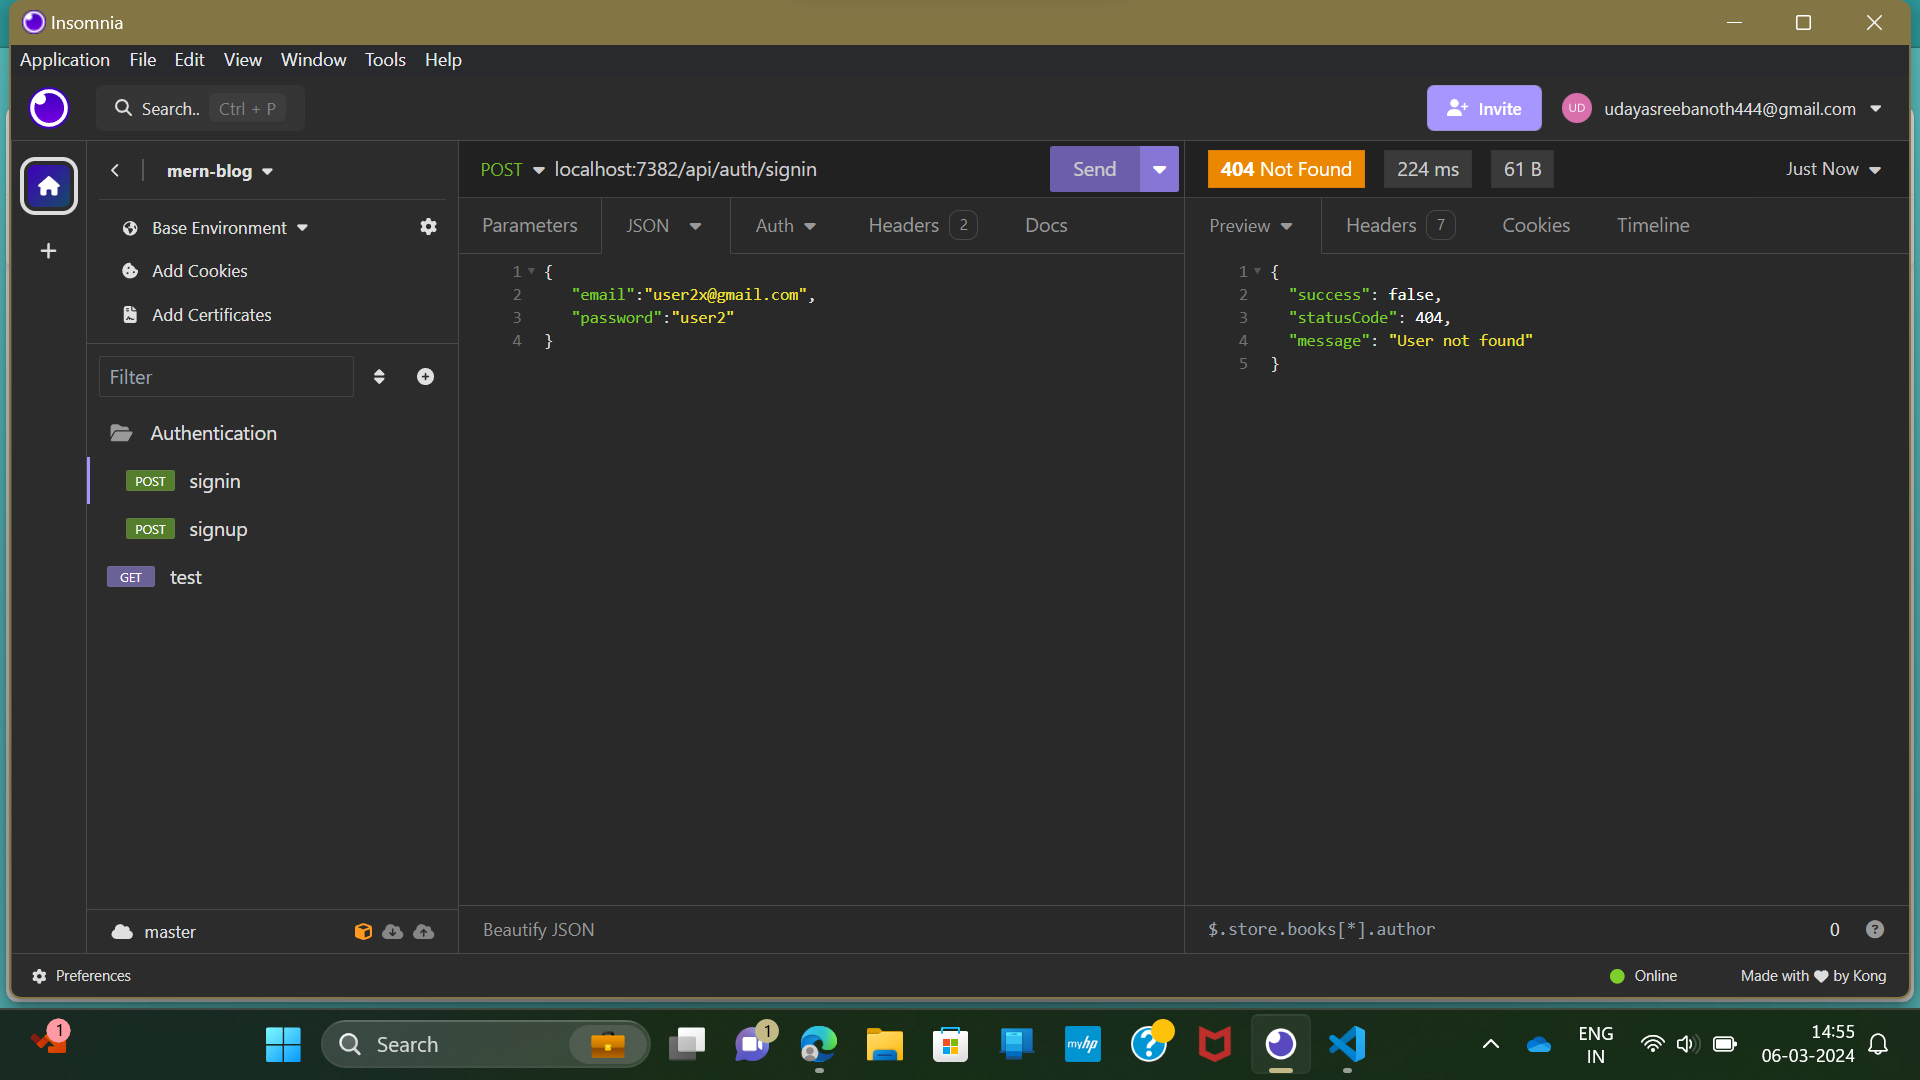 Insomnia
Application File Edit View Window Tools Help
Search.. Ctrl + P
Invite
UD udayasreebanoth444@gmail.com
mern-blog
Base Environment
Add Cookies
Add Certificates
Filter
Authentication
POST signin
POST signup
GET test
master
POST localhost:7382/api/auth/signin
Send
Parameters JSON Auth Headers 2 Docs
1 {
2 "email":"user2x@gmail.com",
3 "password":"user2"
4 }
Beautify JSON
404 Not Found 224 ms 61 B Just Now
Preview Headers 7 Cookies Timeline
1 {
2 "success": false,
3 "statusCode": 404,
4 "message": "User not found"
5 }
$.store.books[*].author 0 ?
Preferences
Online
Made with by Kong
1
Search
1
myhp
?
ENG
IN
14:55
06-03-2024